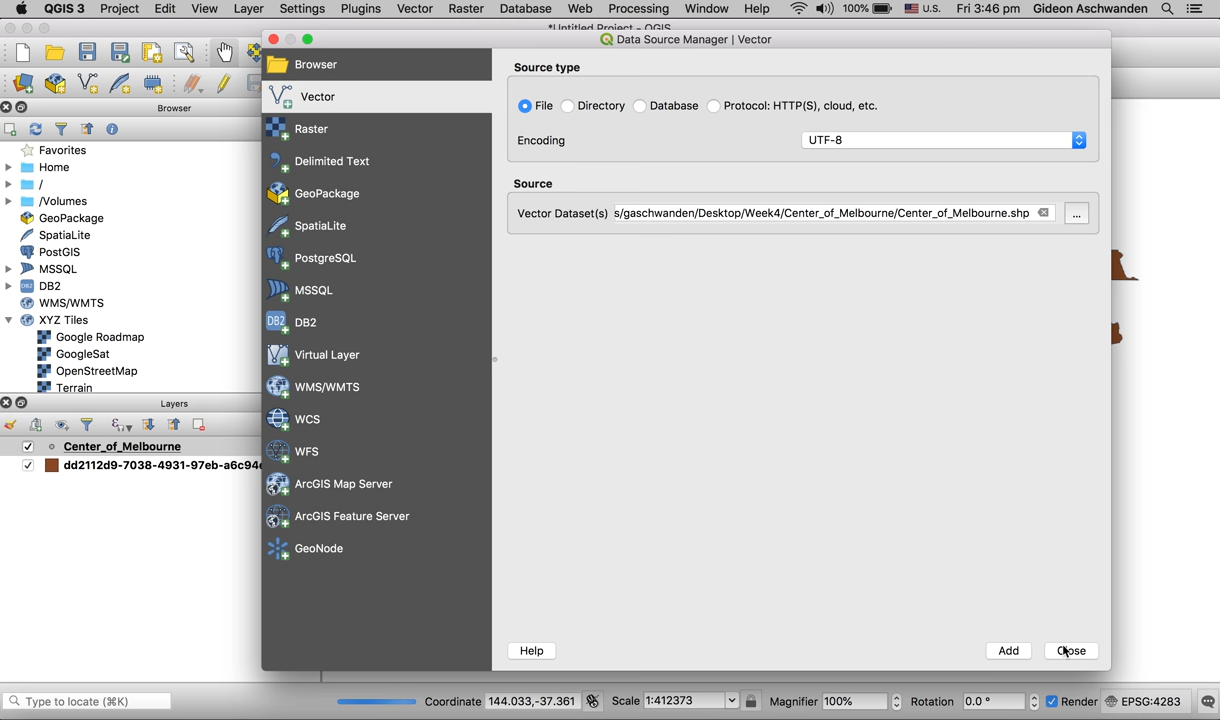 QGIS 3 Project Edit View Layer Settings Plugins Vector Raster Database Web Processing Window Help 100% U.S. Fri 3:46 pm Gideon Aschwanden
*Untitled Project - QGIS
Data Source Manager | Vector
Browser
Favorites
Home
/
/Volumes
GeoPackage
SpatiaLite
PostGIS
MSSQL
DB2
DB2
WMS/WMTS
XYZ Tiles
Google Roadmap
GoogleSat
OpenStreetMap
Terrain
Layers
Center_of_Melbourne
dd2112d9-7038-4931-97eb-a6c94
Browser
Vector
Raster
Delimited Text
GeoPackage
SpatiaLite
PostgreSQL
MSSQL
DB2
DB2
Virtual Layer
WMS/WMTS
WCS
WFS
ArcGIS Map Server
ArcGIS Feature Server
GeoNode
Source type
File Directory Database Protocol: HTTP(S), cloud, etc.
Encoding UTF-8
Source
Vector Dataset(s) s/gaschwanden/Desktop/Week4/Center_of_Melbourne/Center_of_Melbourne.shp ...
Help Add Close
Type to locate (⌘K) Coordinate 144.033,-37.361 Scale 1:412373 Magnifier 100% Rotation 0.0 ° Render EPSG:4283